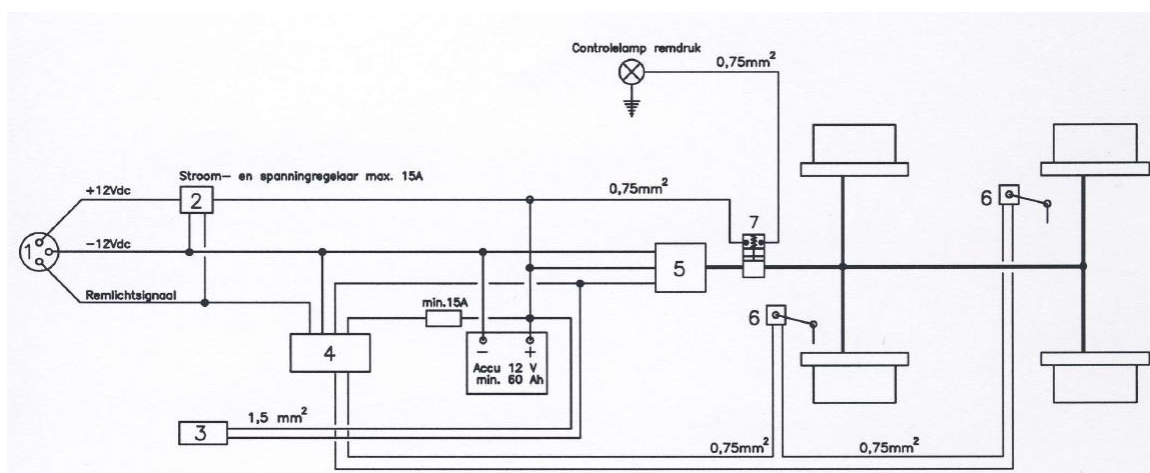 Controlelamp remdruk
0,75mm²
Stroom— en spanningregelaar max. 15A
+12Vdc
2
0,75mm²
7
6
1
−12Vdc
5
Remlichtsignaal
min.15A
6
4
− +
Accu 12 V
min. 60 Ah
1,5 mm²
3
0,75mm²
0,75mm²